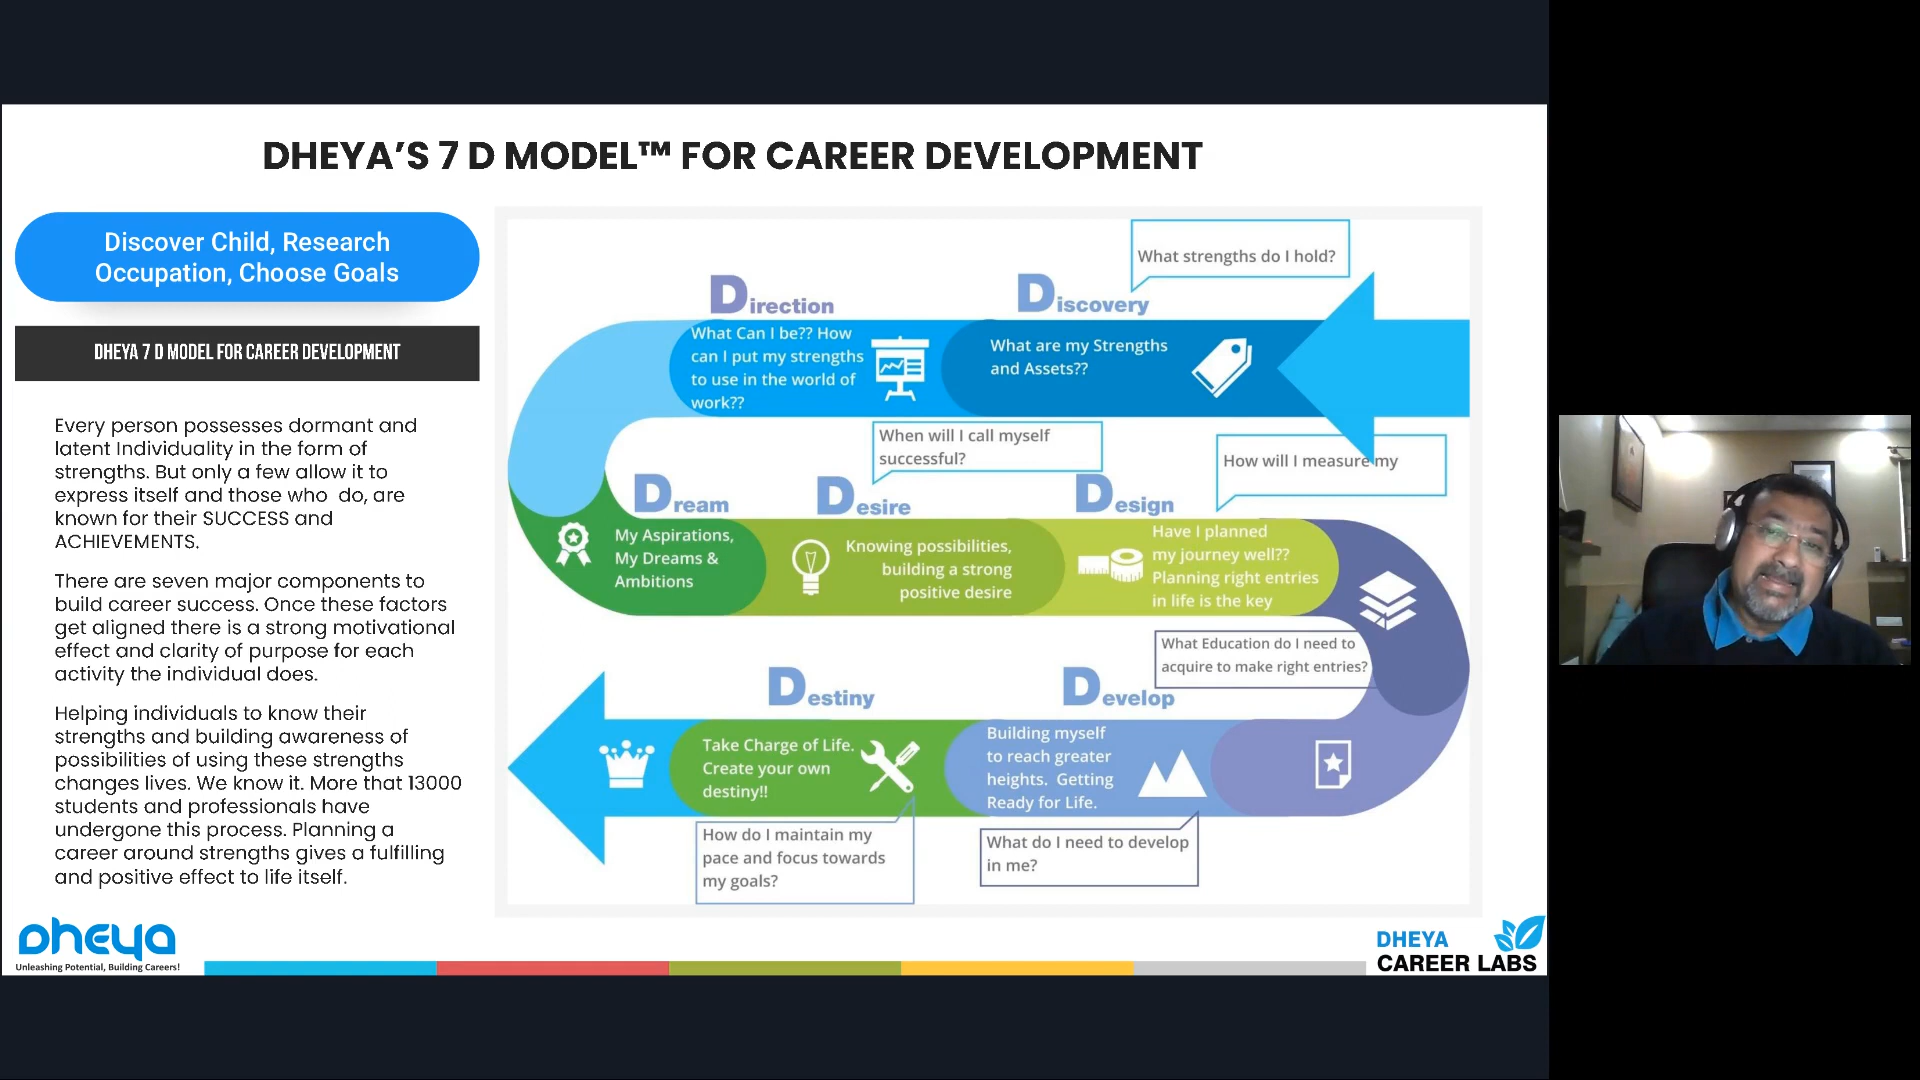 DHEYA’S 7 D MODEL™ FOR CAREER DEVELOPMENT
Discover Child, Research
Occupation, Choose Goals
DHEYA 7 D MODEL FOR CAREER DEVELOPMENT
Every person possesses dormant and
latent Individuality in the form of
strengths. But only a few allow it to
express itself and those who  do, are
known for their SUCCESS and
ACHIEVEMENTS.
There are seven major components to
build career success. Once these factors
get aligned there is a strong motivational
effect and clarity of purpose for each
activity the individual does.
Helping individuals to know their
strengths and building awareness of
possibilities of using these strengths
changes lives. We know it. More that 13000
students and professionals have
undergone this process. Planning a
career around strengths gives a fulfilling
and positive effect to life itself.
What strengths do I hold?
Discovery
What are my Strengths
and Assets??
Direction
What Can I be?? How
can I put my strengths
to use in the world of
work??
Dream
My Aspirations,
My Dreams &
Ambitions
When will I call myself
successful?
Desire
Knowing possibilities,
building a strong
positive desire
How will I measure my
Design
Have I planned
my journey well??
Planning right entries
in life is the key
What Education do I need to
acquire to make right entries?
Develop
Building myself
to reach greater
heights.  Getting
Ready for Life.
What do I need to develop
in me?
Destiny
Take Charge of Life.
Create your own
destiny!!
How do I maintain my
pace and focus towards
my goals?
Dheya
Unleashing Potential, Building Careers!
DHEYA
CAREER LABS